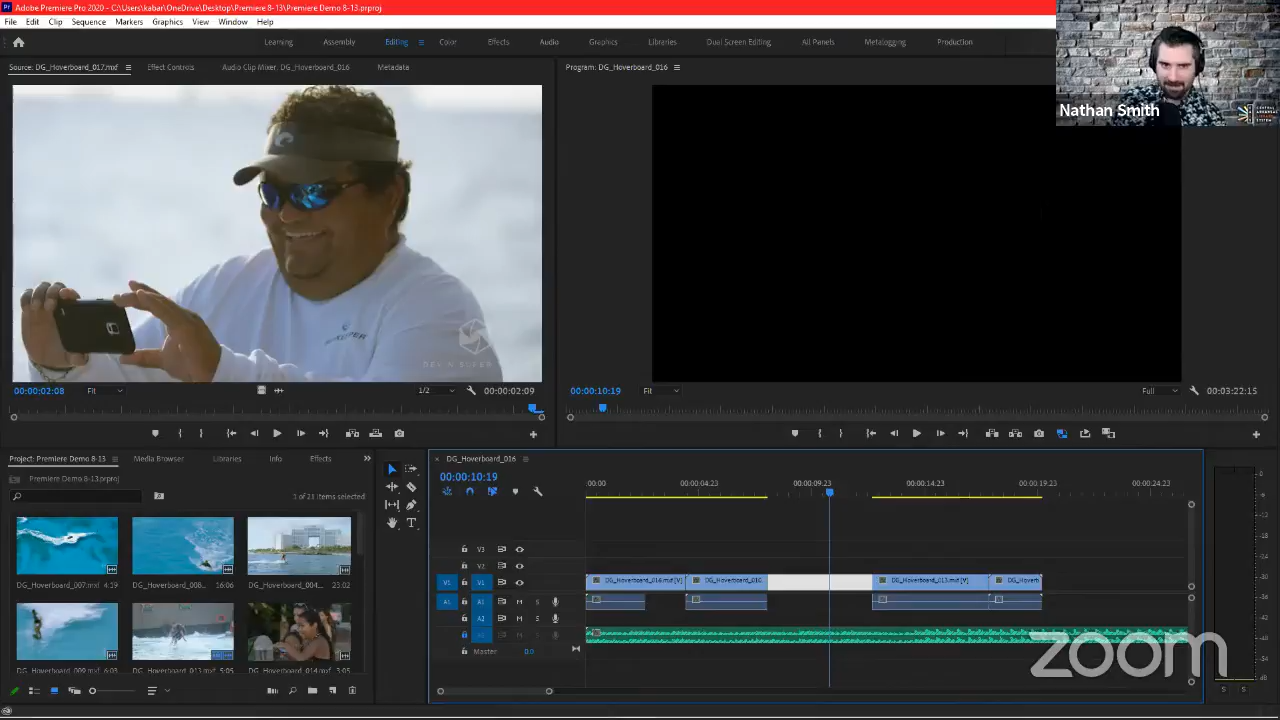 Adobe Premiere Pro 2020 - C:\Users\kabar\OneDrive\Desktop\Premiere 8-13\Premiere Demo 8-13.prproj
File Edit Clip Sequence Markers Graphics View Window Help
Learning Assembly Editing Color Effects Audio Graphics Libraries Dual Screen Editing All Panels Metalogging Production
Nathan Smith
Source: DG_Hoverboard_017.mxf Effect Controls Audio Clip Mixer: DG_Hoverboard_016 Metadata
Program: DG_Hoverboard_016
00:00:02:08 Fit 1/2 00:00:02:09
00:00:10:19 Fit Full 00:03:22:15
Project: Premiere Demo 8-13 Media Browser Libraries Info Effects
Premiere Demo 8-13.prproj
1 of 21 items selected
DG_Hoverboard_007.mxf 4:19
DG_Hoverboard_008... 16:06
DG_Hoverboard_004... 23:02
DG_Hoverboard_009.mxf 6:03
DG_Hoverboard_013.mxf 5:05
DG_Hoverboard_014.mxf 3:05
DG_Hoverboard_016
00:00:10:19
:00:00 00:00:04:23 00:00:09:23 00:00:14:23 00:00:19:23 00:00:24:23
V3
V2
V1 V1 DG_Hoverboard_016.mxf [V] DG_Hoverboard_010 DG_Hoverboard_013.mxf [V] DG_Hoverb
A1 A1 M S
A2 M S
M S
Master 0.0
S S
zoom